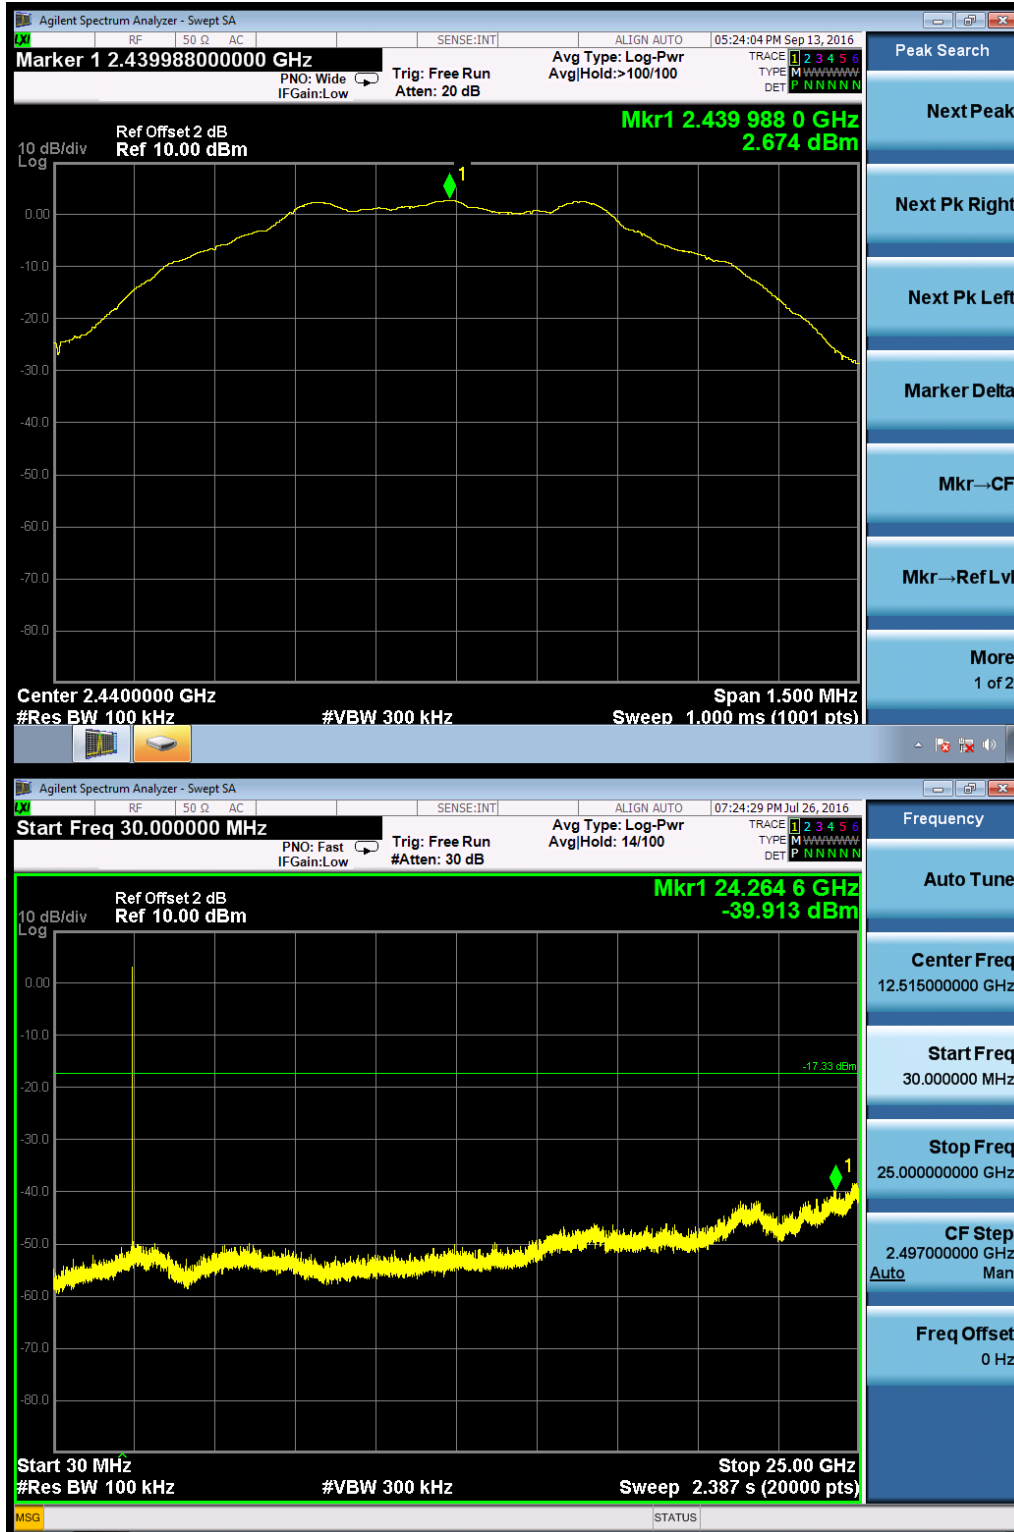 Agilent Spectrum Analyzer - Swept SA
LXI RF 50 Ω AC SENSE:INT ALIGN AUTO 05:24:04 PM Sep 13, 2016
Marker 1 2.439988000000 GHz
PNO: Wide
IFGain:Low
Trig: Free Run
Atten: 20 dB
Avg Type: Log-Pwr
Avg|Hold:>100/100
TRACE 1 2 3 4 5 6
TYPE M WWWWW
DET P N N N N N
Mkr1 2.439 988 0 GHz
2.674 dBm
Ref Offset 2 dB
10 dB/div Ref 10.00 dBm
Log
1
0.00
-10.0
-20.0
-30.0
-40.0
-50.0
-60.0
-70.0
-80.0
Center 2.4400000 GHz Span 1.500 MHz
#Res BW 100 kHz #VBW 300 kHz Sweep 1.000 ms (1001 pts)
Peak Search
Next Peak
Next Pk Right
Next Pk Left
Marker Delta
Mkr→CF
Mkr→Ref Lvl
More
1 of 2
Agilent Spectrum Analyzer - Swept SA
LXI RF 50 Ω AC SENSE:INT ALIGN AUTO 07:24:29 PM Jul 26, 2016
Start Freq 30.000000 MHz
PNO: Fast
IFGain:Low
Trig: Free Run
#Atten: 30 dB
Avg Type: Log-Pwr
Avg|Hold: 14/100
TRACE 1 2 3 4 5 6
TYPE M WWWWW
DET P N N N N N
Mkr1 24.264 6 GHz
-39.913 dBm
Ref Offset 2 dB
10 dB/div Ref 10.00 dBm
Log
0.00
-10.0
-17.33 dBm
-20.0
-30.0
1
-40.0
-50.0
-60.0
-70.0
-80.0
Start 30 MHz Stop 25.00 GHz
#Res BW 100 kHz #VBW 300 kHz Sweep 2.387 s (20000 pts)
MSG STATUS
Frequency
Auto Tune
Center Freq
12.515000000 GHz
Start Freq
30.000000 MHz
Stop Freq
25.000000000 GHz
CF Step
2.497000000 GHz
Auto Man
Freq Offset
0 Hz